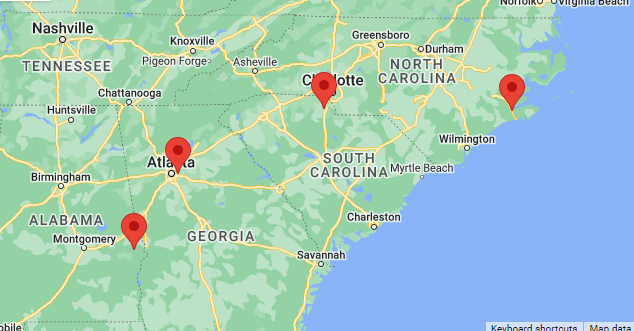 Norfolk
Virginia Beach
Nashville
Greensboro
Durham
Knoxville
TENNESSEE
Pigeon Forge
Asheville
NORTH
CAROLINA
Chattanooga
Huntsville
Wilmington
Atlanta
SOUTH
CAROLINA
Myrtle Beach
Birmingham
ALABAMA
Charleston
Montgomery
GEORGIA
Savannah
obile
Keyboard shortcuts
Map data